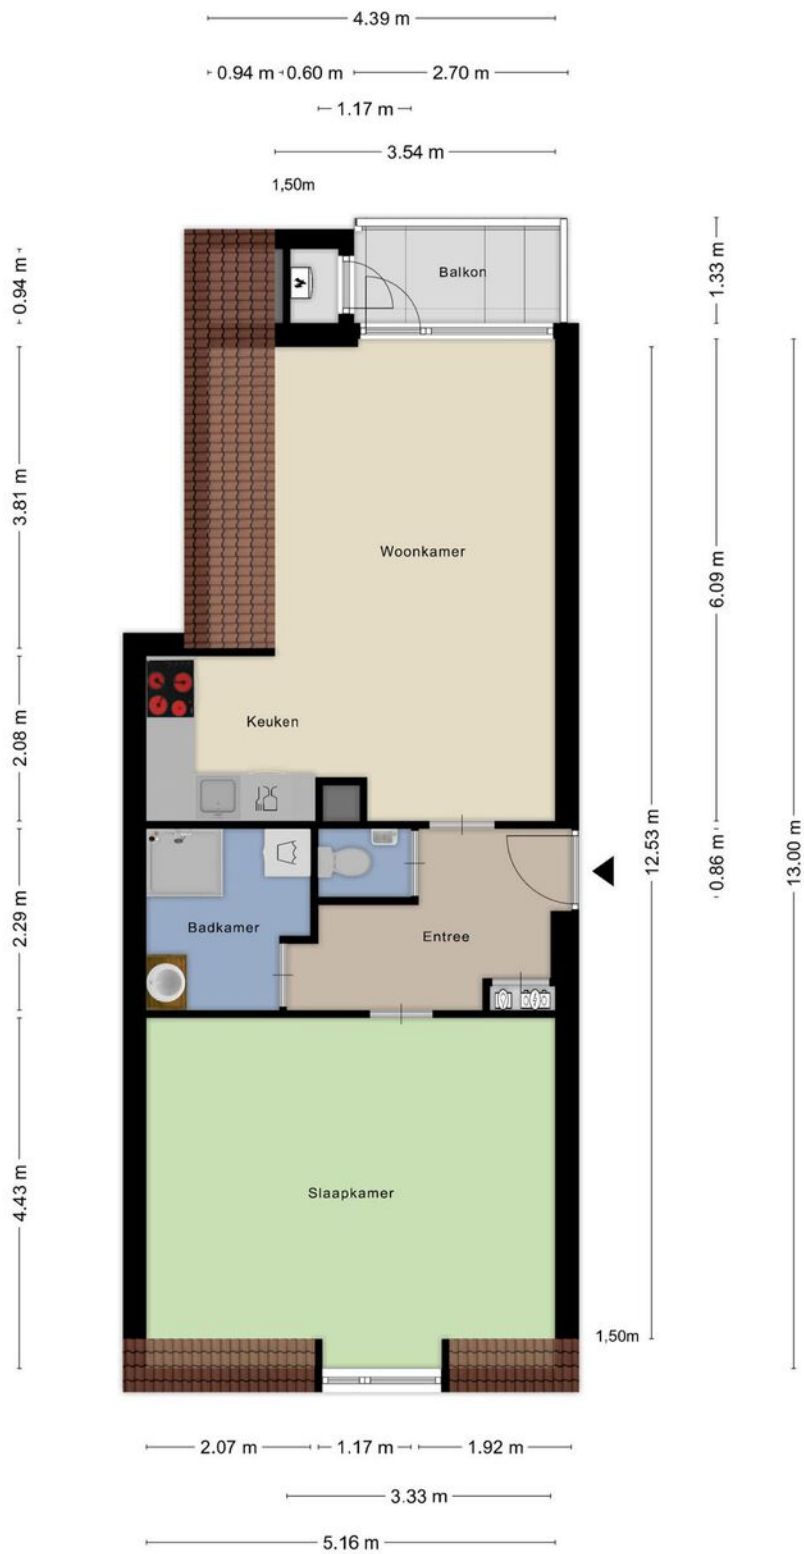 4.39 m
0.94 m
0.60 m
2.70 m
1.17 m
3.54 m
1,50m
0.94 m
Balkon
1.33 m
3.81 m
Woonkamer
6.09 m
2.08 m
Keuken
12.53 m
13.00 m
0.86 m
2.29 m
Badkamer
Entree
4.43 m
Slaapkamer
1,50m
2.07 m
1.17 m
1.92 m
3.33 m
5.16 m